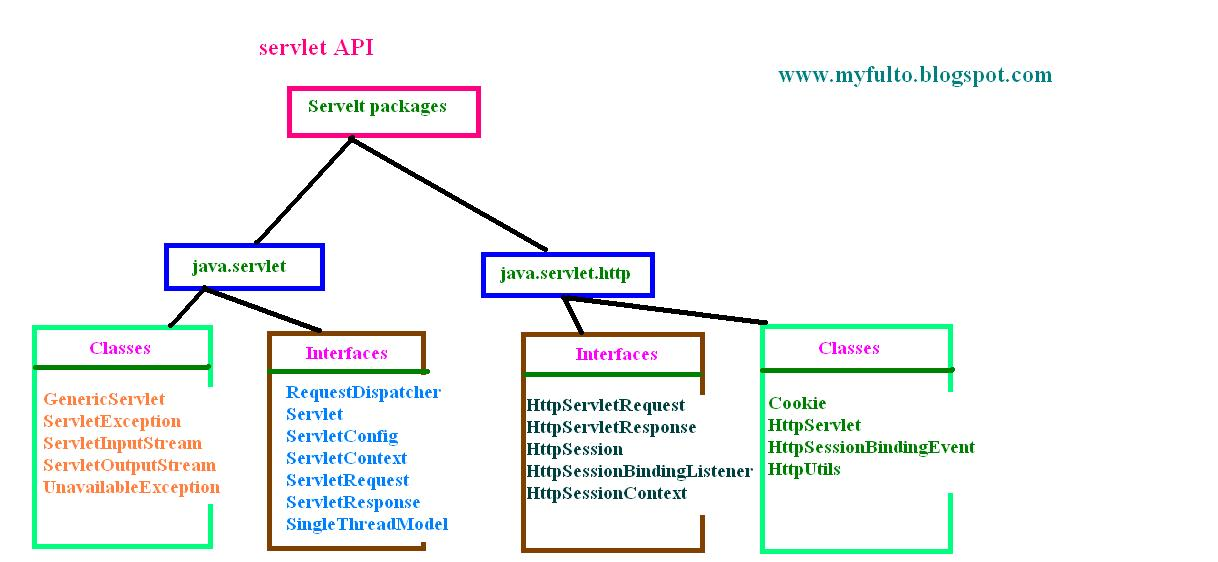 servlet API
www.myfulto.blogspot.com
Servelt packages
java.servlet
java.servlet.http
Classes
GenericServlet
ServletException
ServletInputStream
ServletOutputStream
UnavailableException
Interfaces
RequestDispatcher
Servlet
ServletConfig
ServletContext
ServletRequest
ServletResponse
SingleThreadModel
Interfaces
HttpServletRequest
HttpServletResponse
HttpSession
HttpSessionBindingListener
HttpSessionContext
Classes
Cookie
HttpServlet
HttpSessionBindingEvent
HttpUtils